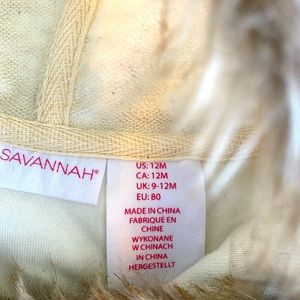 SAVANNAH®
US: 12M
CA: 12M
UK: 9-12M
EU: 80
MADE IN CHINA
FABRIQUÉ EN
CHINE
WYKONANE
W CHINACH
IN CHINA
HERGESTELLT